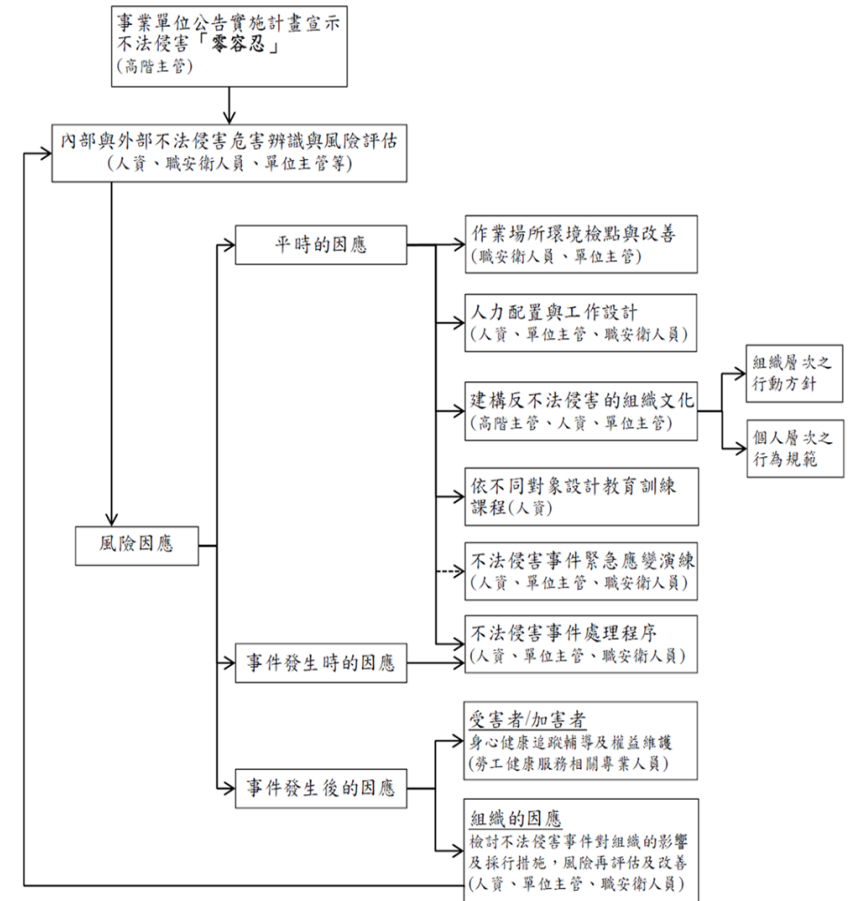 事業單位公告實施計畫宣示
不法侵害「零容忍」
(高階主管)
內部與外部不法侵害危害辨識與風險評估
(人資、職安衛人員、單位主管等)
風險因應
平時的因應
作業場所環境檢點與改善
(職安衛人員、單位主管)
人力配置與工作設計
(人資、單位主管、職安衛人員)
建構反不法侵害的組織文化
(高階主管、人資、單位主管)
組織層次之
行動方針
個人層次之
行為規範
依不同對象設計教育訓練
課程(人資)
不法侵害事件緊急應變演練
(人資、單位主管、職安衛人員)
不法侵害事件處理程序
(人資、單位主管、職安衛人員)
事件發生時的因應
事件發生後的因應
受害者/加害者
身心健康追蹤輔導及權益維護
(勞工健康服務相關專業人員)
組織的因應
檢討不法侵害事件對組織的影響
及採行措施，風險再評估及改善
(人資、單位主管、職安衛人員)